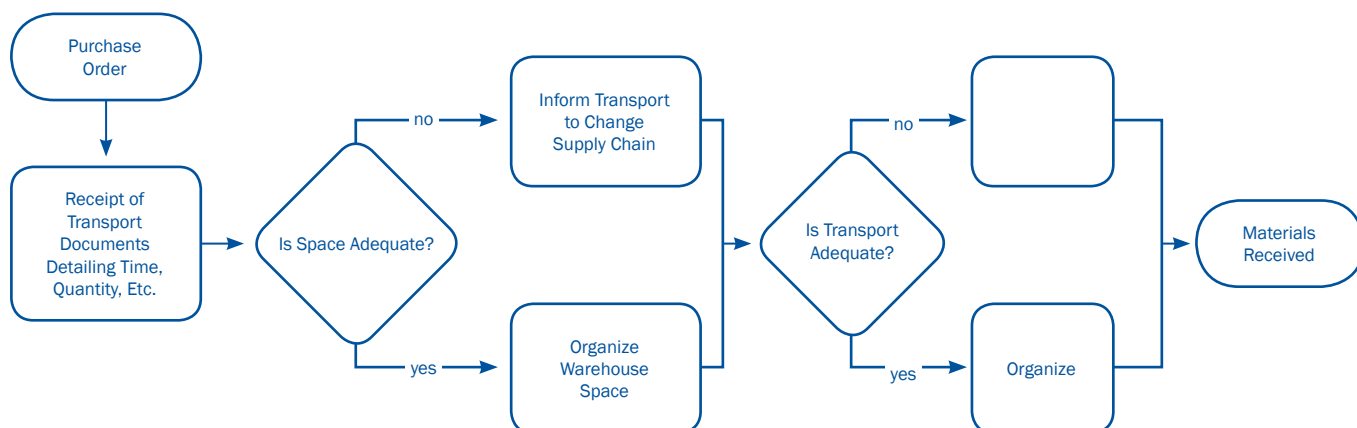 Purchase
Order
Receipt of
Transport
Documents
Detailing Time,
Quantity, Etc.
Is Space Adequate?
no
Inform Transport
to Change
Supply Chain
yes
Organize
Warehouse
Space
Is Transport
Adequate?
no
yes
Organize
Materials
Received